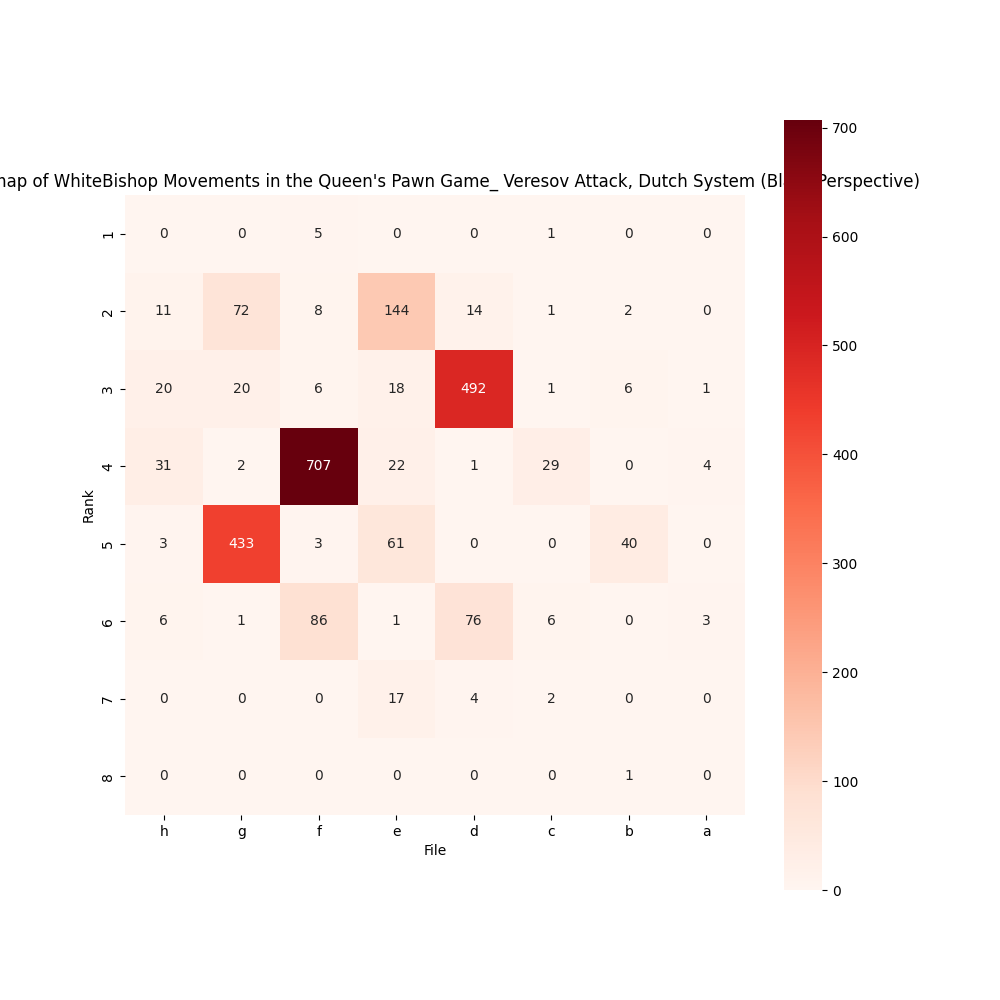 map of WhiteBishop Movements in the Queen's Pawn Game_ Veresov Attack, Dutch System (Bl Perspective)
1 0 0 5 0 0 1 0 0
2 11 72 8 144 14 1 2 0
3 20 20 6 18 492 1 6 1
4 31 2 707 22 1 29 0 4
5 3 433 3 61 0 0 40 0
6 6 1 86 1 76 6 0 3
7 0 0 0 17 4 2 0 0
8 0 0 0 0 0 0 1 0
h g f e d c b a
File
Rank
700
600
500
400
300
200
100
0